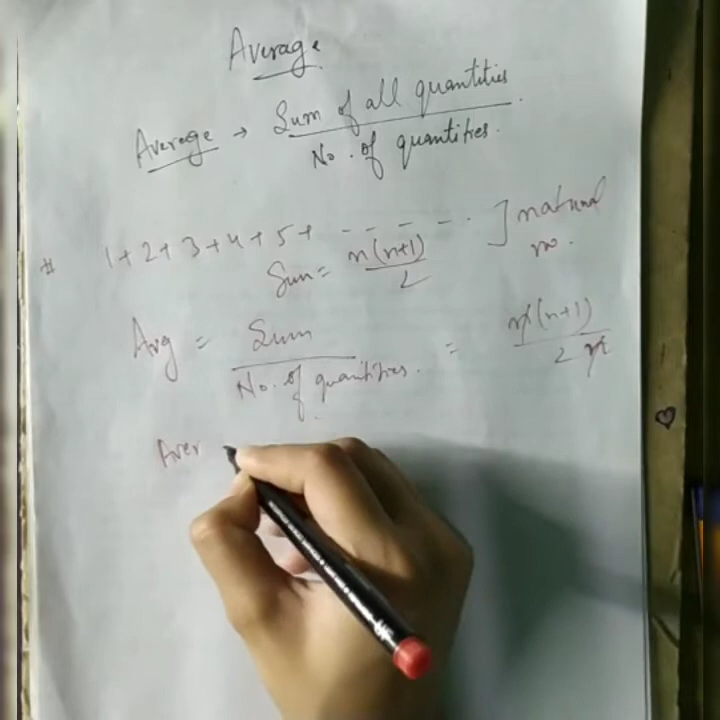 Average
Average → Sum of all quantities / No. of quantities.
# 1+2+3+4+5+ - - - - - . ] natural no.
Sum = n(n+1) / 2
Avg = Sum / No. of quantities. = n(n+1) / 2n
Aver